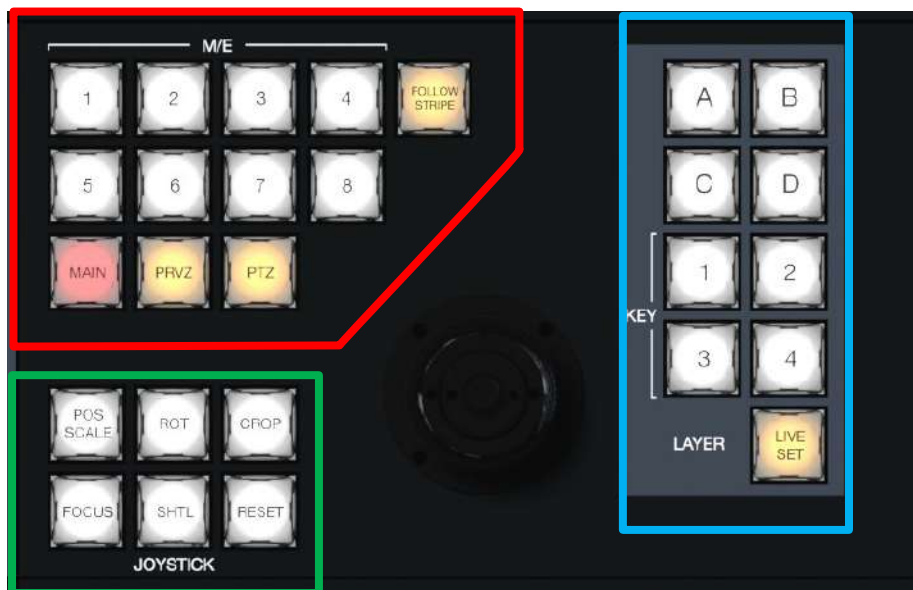 M/E
1 2 3 4 FOLLOW
STRIPE
5 6 7 8
MAIN PRVZ PTZ
POS
SCALE ROT CROP
FOCUS SHTL RESET
JOYSTICK
A B
C D
1 2
KEY
3 4
LAYER LIVE
SET